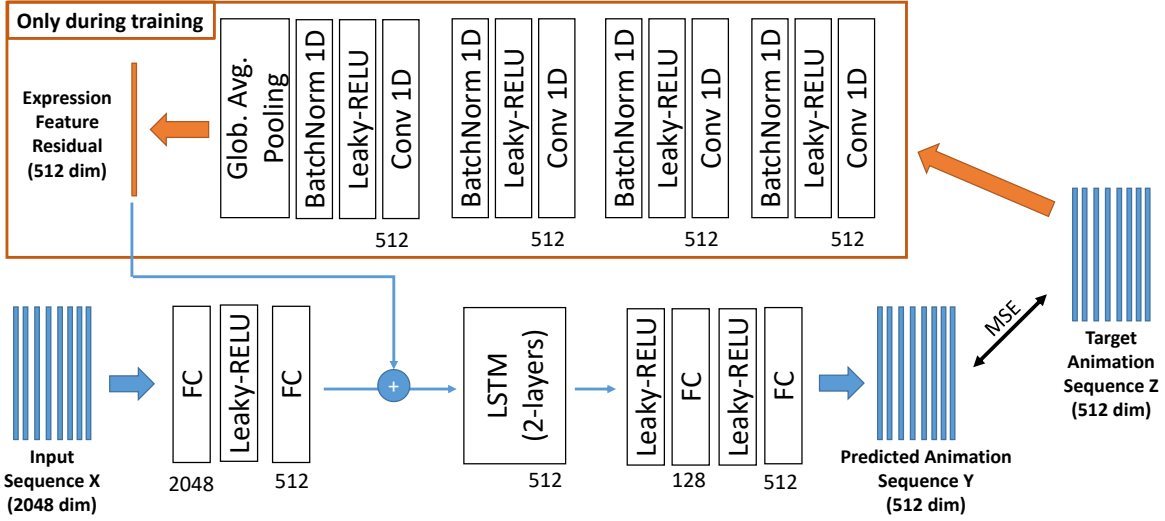 Only during training
Expression
Feature
Residual
(512 dim)
Glob. Avg.
Pooling
BatchNorm 1D
Leaky-RELU
Conv 1D
512
BatchNorm 1D
Leaky-RELU
Conv 1D
512
BatchNorm 1D
Leaky-RELU
Conv 1D
512
BatchNorm 1D
Leaky-RELU
Conv 1D
512
Input
Sequence X
(2048 dim)
FC
2048
Leaky-RELU
FC
512
+
LSTM
(2-layers)
512
Leaky-RELU
FC
128
Leaky-RELU
FC
512
Predicted Animation
Sequence Y
(512 dim)
MSE
Target
Animation
Sequence Z
(512 dim)